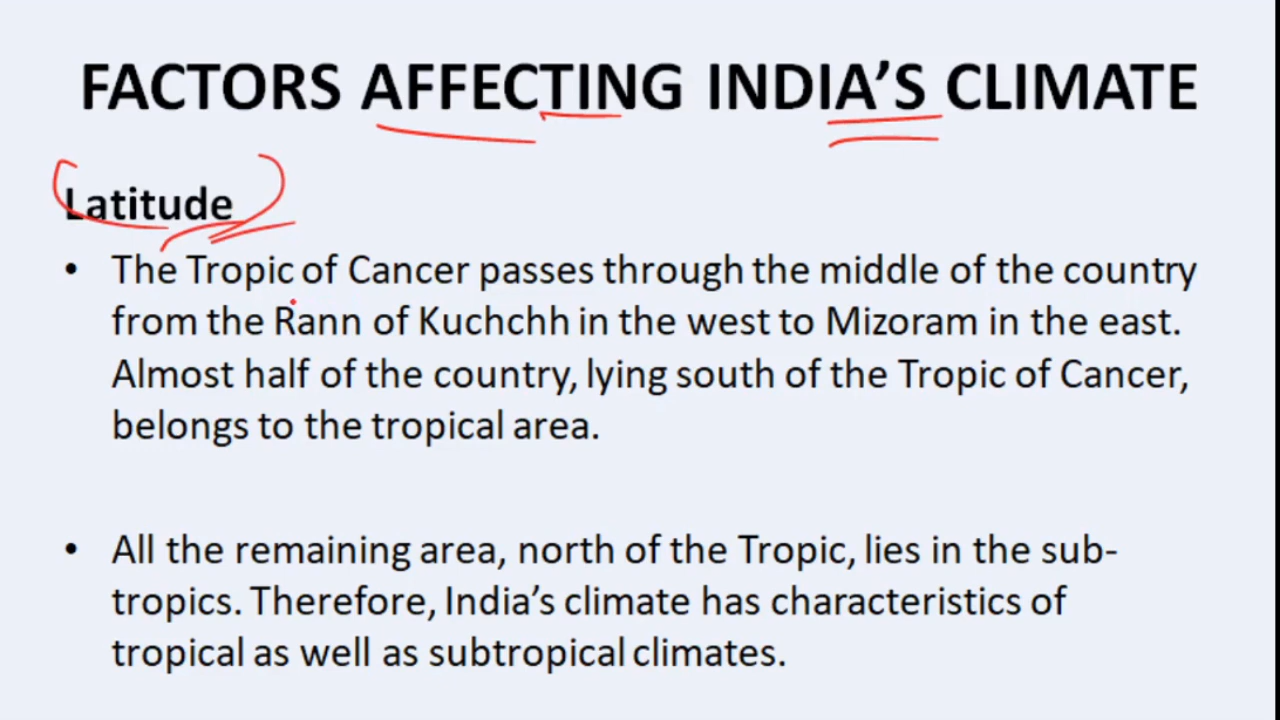 FACTORS AFFECTING INDIA'S CLIMATE
Latitude
• The Tropic of Cancer passes through the middle of the country
from the Rann of Kuchchh in the west to Mizoram in the east.
Almost half of the country, lying south of the Tropic of Cancer,
belongs to the tropical area.
• All the remaining area, north of the Tropic, lies in the sub-
tropics. Therefore, India's climate has characteristics of
tropical as well as subtropical climates.